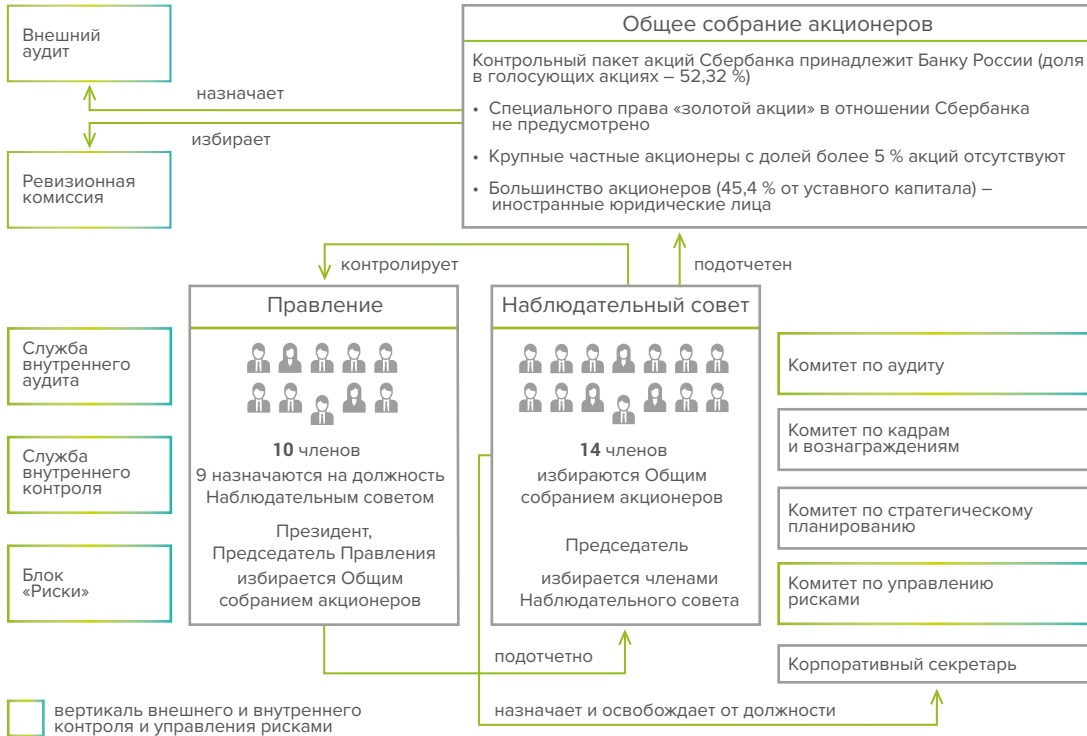 Внешний
аудит
назначает
избирает
Ревизионная
комиссия
Общее собрание акционеров
Контрольный пакет акций Сбербанка принадлежит Банку России (доля
в голосующих акциях – 52,32 %)
• Специального права «золотой акции» в отношении Сбербанка
не предусмотрено
• Крупные частные акционеры с долей более 5 % акций отсутствуют
• Большинство акционеров (45,4 % от уставного капитала) –
иностранные юридические лица
контролирует
подотчетен
Служба
внутреннего
аудита
Служба
внутреннего
контроля
Блок
«Риски»
Правление
10 членов
9 назначаются на должность
Наблюдательным советом
Президент,
Председатель Правления
избирается Общим
собранием акционеров
Наблюдательный совет
14 членов
избираются Общим
собранием акционеров
Председатель
избирается членами
Наблюдательного совета
Комитет по аудиту
Комитет по кадрам
и вознаграждениям
Комитет по стратегическому
планированию
Комитет по управлению
рисками
Корпоративный секретарь
подотчетно
назначает и освобождает от должности
вертикаль внешнего и внутреннего
контроля и управления рисками